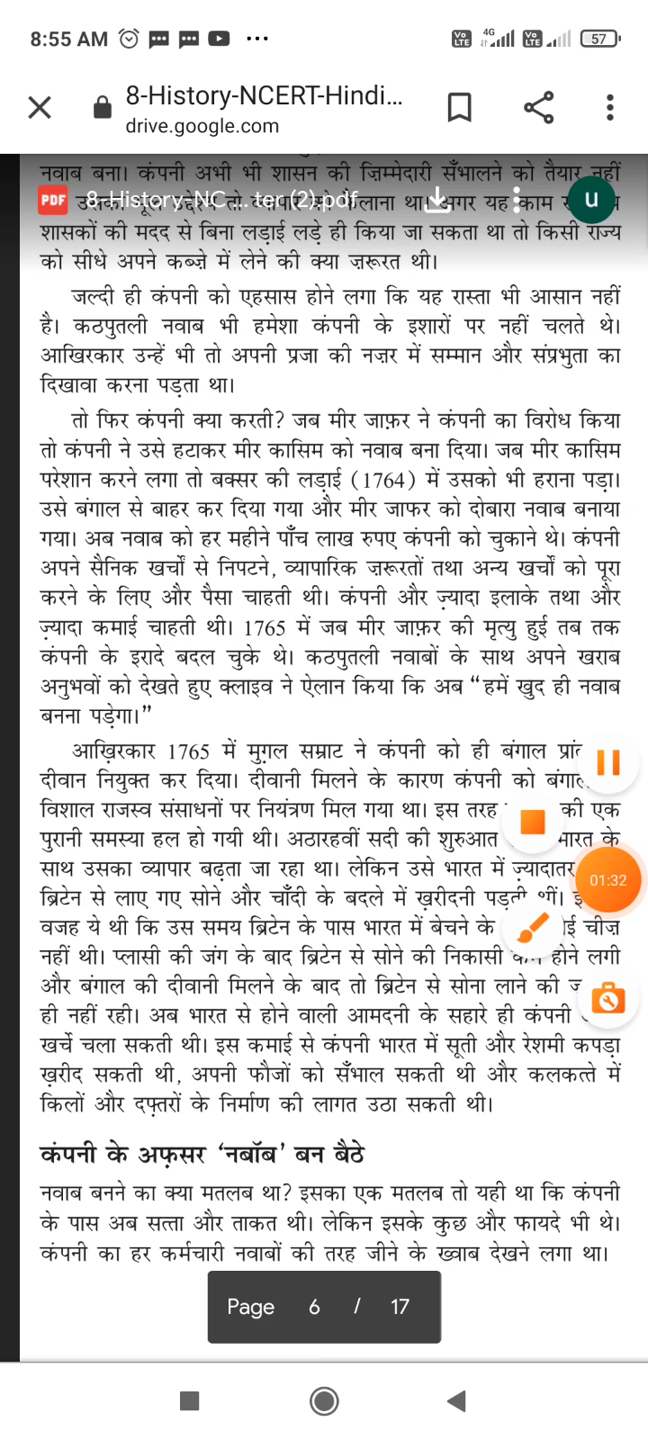 8:55 AM
Vo LTE 4G Vo LTE 57
8-History-NCERT-Hindi...
drive.google.com
नवाब बना। कंपनी अभी भी शासन की ज़िम्मेदारी सँभालने को तैयार नहीं
PDF 8-History-NC... ter (2).pdf u
शासकों की मदद से बिना लड़ाई लड़े ही किया जा सकता था तो किसी राज्य
को सीधे अपने कब्ज़े में लेने की क्या ज़रूरत थी।
जल्दी ही कंपनी को एहसास होने लगा कि यह रास्ता भी आसान नहीं
है। कठपुतली नवाब भी हमेशा कंपनी के इशारों पर नहीं चलते थे।
आखिरकार उन्हें भी तो अपनी प्रजा की नज़र में सम्मान और संप्रभुता का
दिखावा करना पड़ता था।
तो फिर कंपनी क्या करती? जब मीर जाफ़र ने कंपनी का विरोध किया
तो कंपनी ने उसे हटाकर मीर कासिम को नवाब बना दिया। जब मीर कासिम
परेशान करने लगा तो बक्सर की लड़ाई (1764) में उसको भी हराना पड़ा।
उसे बंगाल से बाहर कर दिया गया और मीर जाफर को दोबारा नवाब बनाया
गया। अब नवाब को हर महीने पाँच लाख रुपए कंपनी को चुकाने थे। कंपनी
अपने सैनिक खर्चों से निपटने, व्यापारिक ज़रूरतों तथा अन्य खर्चों को पूरा
करने के लिए और पैसा चाहती थी। कंपनी और ज़्यादा इलाके तथा और
ज़्यादा कमाई चाहती थी। 1765 में जब मीर जाफ़र की मृत्यु हुई तब तक
कंपनी के इरादे बदल चुके थे। कठपुतली नवाबों के साथ अपने खराब
अनुभवों को देखते हुए क्लाइव ने ऐलान किया कि अब “हमें खुद ही नवाब
बनना पड़ेगा।”
आख़िरकार 1765 में मुग़ल सम्राट ने कंपनी को ही बंगाल
दीवान नियुक्त कर दिया। दीवानी मिलने के कारण कंपनी को
विशाल राजस्व संसाधनों पर नियंत्रण मिल गया था। इस तरह की एक
पुरानी समस्या हल हो गयी थी। अठारहवीं सदी की शुरुआत के
साथ उसका व्यापार बढ़ता जा रहा था। लेकिन उसे भारत में ज़्यादातर
ब्रिटेन से लाए गए सोने और चाँदी के बदले में ख़रीदनी
वजह ये थी कि उस समय ब्रिटेन के पास भारत में बेचने के चीज़
नहीं थी। प्लासी की जंग के बाद ब्रिटेन से सोने की निकासी होने लगी
और बंगाल की दीवानी मिलने के बाद तो ब्रिटेन से सोना लाने की
ही नहीं रही। अब भारत से होने वाली आमदनी के सहारे ही कंपनी
खर्चे चला सकती थी। इस कमाई से कंपनी भारत में सूती और रेशमी कपड़ा
ख़रीद सकती थी, अपनी फौजों को सँभाल सकती थी और कलकत्ते में
किलों और दफ़्तरों के निर्माण की लागत उठा सकती थी।
01:32
कंपनी के अफ़सर ‘नबॉब’ बन बैठे
नवाब बनने का क्या मतलब था? इसका एक मतलब तो यही था कि कंपनी
के पास अब सत्ता और ताकत थी। लेकिन इसके कुछ और फायदे भी थे।
कंपनी का हर कर्मचारी नवाबों की तरह जीने के ख्वाब देखने लगा था।
Page 6 / 17